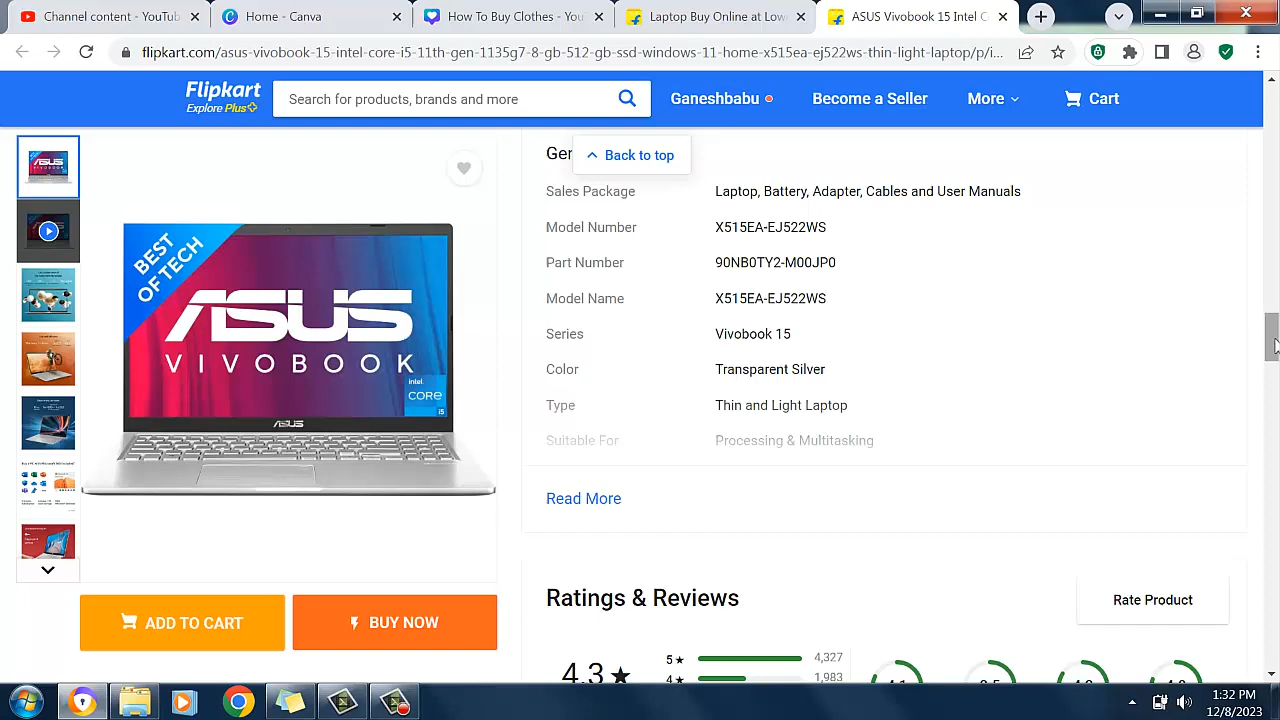 Channel content - YouTub
Home - Canva
How To Buy Clothes - You
Laptop Buy Online at Low
ASUS Vivobook 15 Intel C
flipkart.com/asus-vivobook-15-intel-core-i5-11th-gen-1135g7-8-gb-512-gb-ssd-windows-11-home-x515ea-ej522ws-thin-light-laptop/p/i...
Flipkart
Explore Plus
Search for products, brands and more
Ganeshbabu
Become a Seller
More
Cart
Gen
Back to top
Sales Package Laptop, Battery, Adapter, Cables and User Manuals
Model Number X515EA-EJ522WS
Part Number 90NB0TY2-M00JP0
Model Name X515EA-EJ522WS
Series Vivobook 15
Color Transparent Silver
Type Thin and Light Laptop
Suitable For Processing & Multitasking
Read More
BEST
OF TECH
ASUS
VIVOBOOK
intel.
CORE
i5
ASUS
ASUS
VIVOBOOK
ADD TO CART
BUY NOW
Ratings & Reviews
Rate Product
4.3★
5★ 4,327
4★ 1,983
1:32 PM
12/8/2023